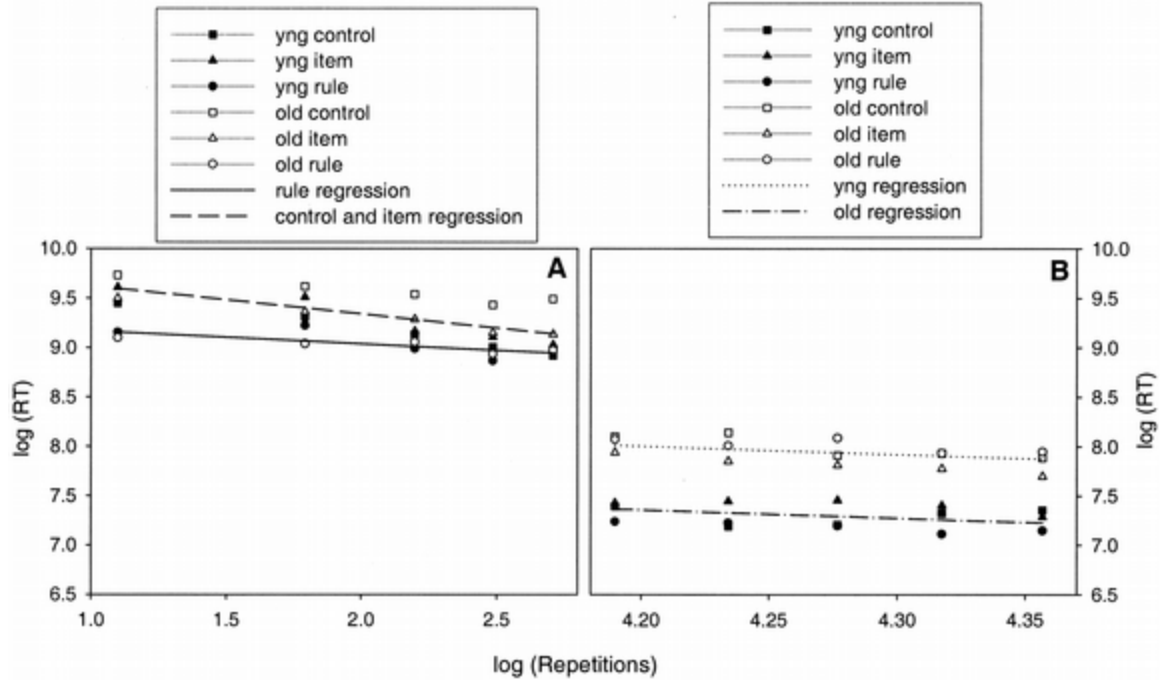 yng control
yng item
yng rule
old control
old item
old rule
rule regression
control and item regression
yng control
yng item
yng rule
old control
old item
old rule
yng regression
old regression
A
B
log (RT)
10.0
9.5
9.0
8.5
8.0
7.5
7.0
6.5
1.0
1.5
2.0
2.5
4.20
4.25
4.30
4.35
10.0
9.5
9.0
8.5
8.0
7.5
7.0
6.5
log (RT)
log (Repetitions)